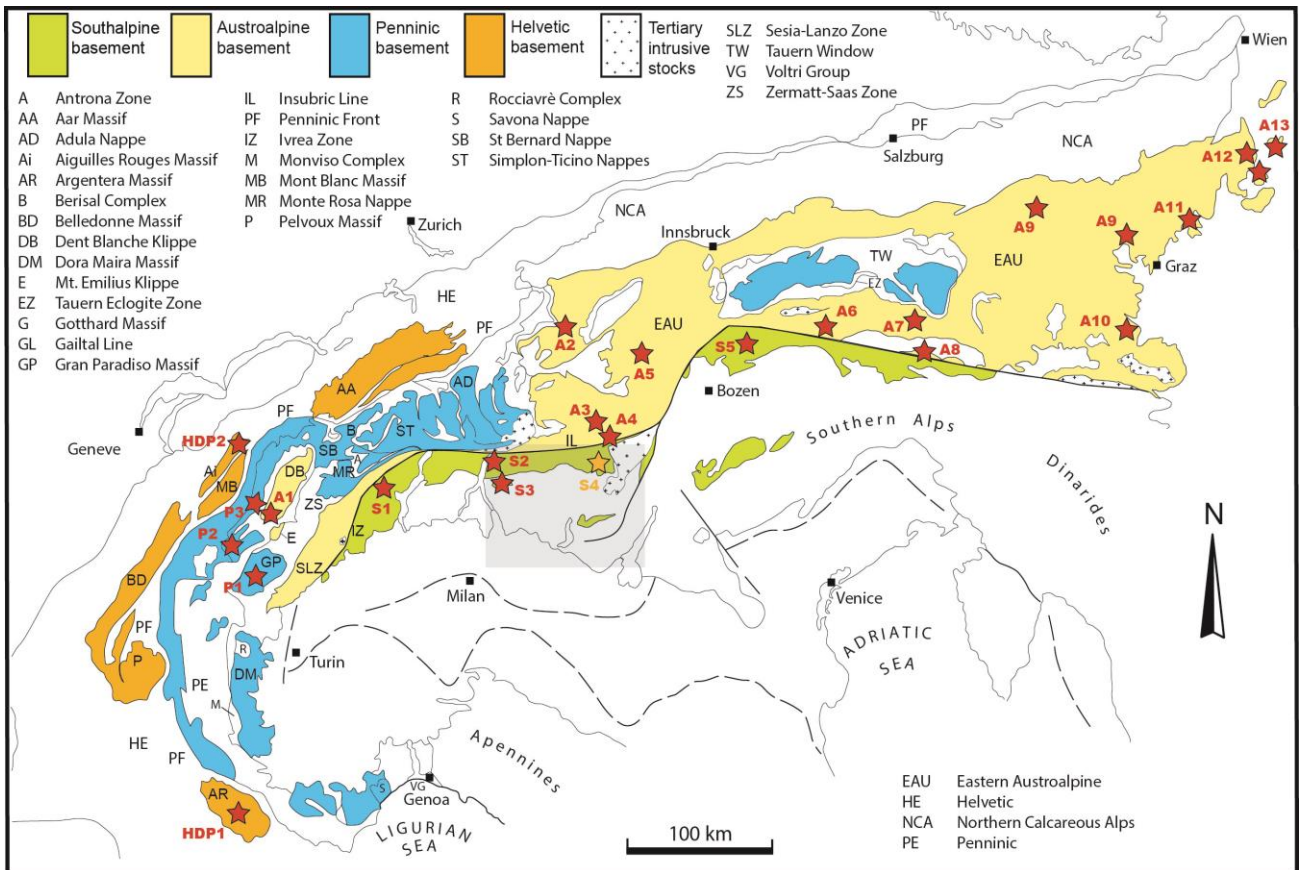 Southalpine basement
Austroalpine basement
Penninic basement
Helvetic basement
Tertiary intrusive stocks
SLZ Sesia-Lanzo Zone
TW Tauern Window
VG Voltri Group
ZS Zermatt-Saas Zone
A Antrona Zone
AA Aar Massif
AD Adula Nappe
Ai Aiguilles Rouges Massif
AR Argentera Massif
B Berisal Complex
BD Belledonne Massif
DB Dent Blanche Klippe
DM Dora Maira Massif
E Mt. Emilius Klippe
EZ Tauern Eclogite Zone
G Gotthard Massif
GL Gailtal Line
GP Gran Paradiso Massif
IL Insubric Line
PF Penninic Front
IZ Ivrea Zone
M Monviso Complex
MB Mont Blanc Massif
MR Monte Rosa Nappe
P Pelvoux Massif
R Rocciavrè Complex
S Savona Nappe
SB St Bernard Nappe
ST Simplon-Ticino Nappes
Wien
PF
Salzburg
NCA
A13
A12
Zurich
NCA
Innsbruck
A9
A11
A9
TW
EAU
Graz
HE
EZ
PF
A2
EAU
A6
A7
A10
A5
S5
A8
AA
AD
Bozen
PF
Geneve
HDP2
B
ST
A3
A4
SB
IL
Southern Alps
Ai
DB
A
MR
S2
S4
Dinarides
MB
P3
A1
ZS
S1
S3
P2
E
IZ
N
GP
SLZ
BD
P1
Milan
Venice
PF
ADRIATIC
SEA
P
R
Turin
PE
DM
M
HE
PF
Apennines
AR
S
VG
Genoa
HDP1
LIGURIAN
SEA
100 km
EAU Eastern Austroalpine
HE Helvetic
NCA Northern Calcareous Alps
PE Penninic